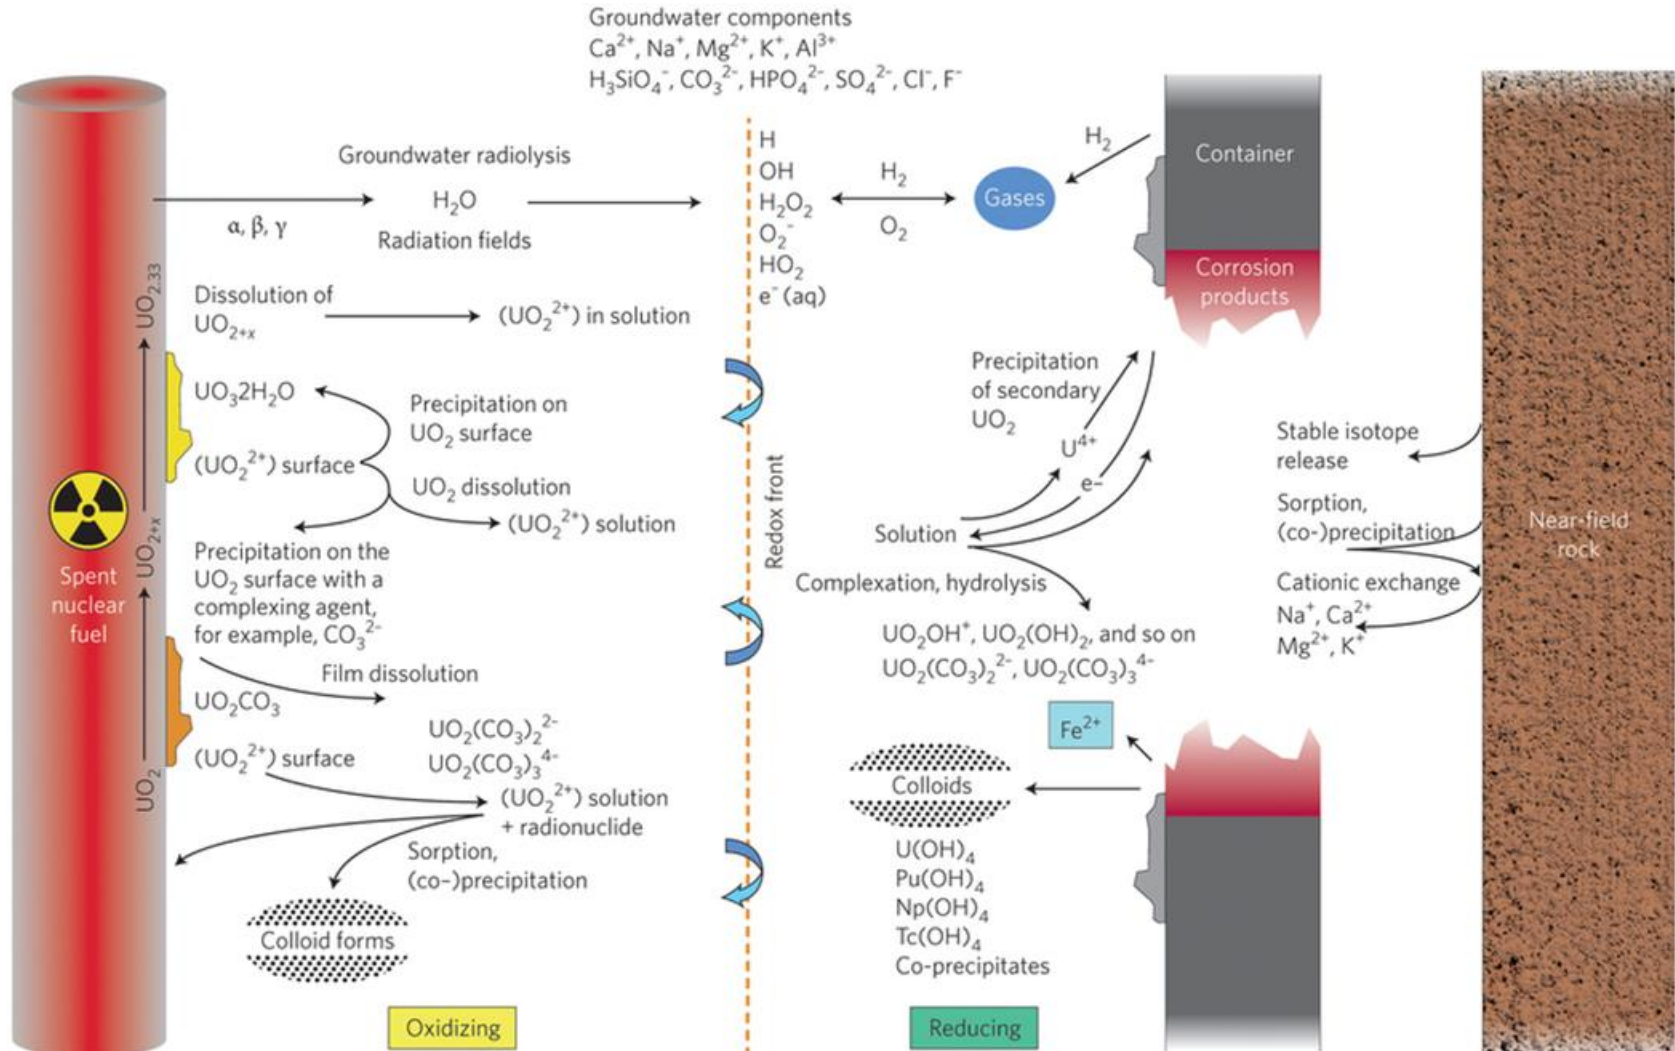 Groundwater components
Ca²⁺, Na⁺, Mg²⁺, K⁺, Al³⁺
H₃SiO₄⁻, CO₃²⁻, HPO₄²⁻, SO₄²⁻, Cl⁻, F⁻
Groundwater radiolysis
H₂O
α, β, γ
Radiation fields
H
OH
H₂O₂
O₂⁻
HO₂
e⁻ (aq)
H₂
O₂
Gases
H₂
Container
Corrosion
products
UO₂.₃₃
UO₂₊ₓ
UO₂
Spent
nuclear
fuel
Dissolution of
UO₂₊ₓ
(UO₂²⁺) in solution
UO₃2H₂O
Precipitation on
UO₂ surface
(UO₂²⁺) surface
UO₂ dissolution
(UO₂²⁺) solution
Precipitation on the
UO₂ surface with a
complexing agent,
for example, CO₃²⁻
Film dissolution
UO₂CO₃
UO₂(CO₃)₂²⁻
UO₂(CO₃)₃⁴⁻
(UO₂²⁺) surface
(UO₂²⁺) solution
+ radionuclide
Sorption,
(co-)precipitation
Colloid forms
Oxidizing
Redox front
Precipitation
of secondary
UO₂
U⁴⁺
e–
Solution
Complexation, hydrolysis
UO₂OH⁺, UO₂(OH)₂, and so on
UO₂(CO₃)₂²⁻, UO₂(CO₃)₃⁴⁻
Fe²⁺
Colloids
U(OH)₄
Pu(OH)₄
Np(OH)₄
Tc(OH)₄
Co-precipitates
Reducing
Stable isotope
release
Sorption,
(co-)precipitation
Cationic exchange
Na⁺, Ca²⁺
Mg²⁺, K⁺
Near-field
rock